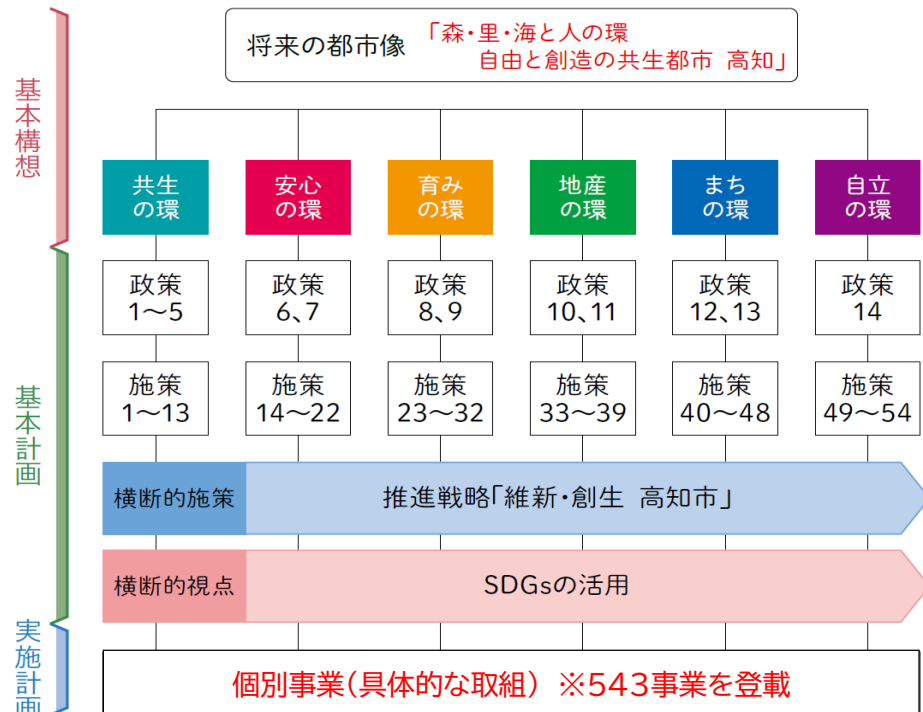 基本構想
将来の都市像
「森・里・海と人の環
自由と創造の共生都市 高知」
共生
の環
安心
の環
育み
の環
地産
の環
まち
の環
自立
の環
基本計画
政策
1～5
政策
6、7
政策
8、9
政策
10、11
政策
12、13
政策
14
施策
1～13
施策
14～22
施策
23～32
施策
33～39
施策
40～48
施策
49～54
横断的施策
推進戦略「維新・創生 高知市」
横断的視点
SDGsの活用
実施計画
個別事業(具体的な取組) ※543事業を登載